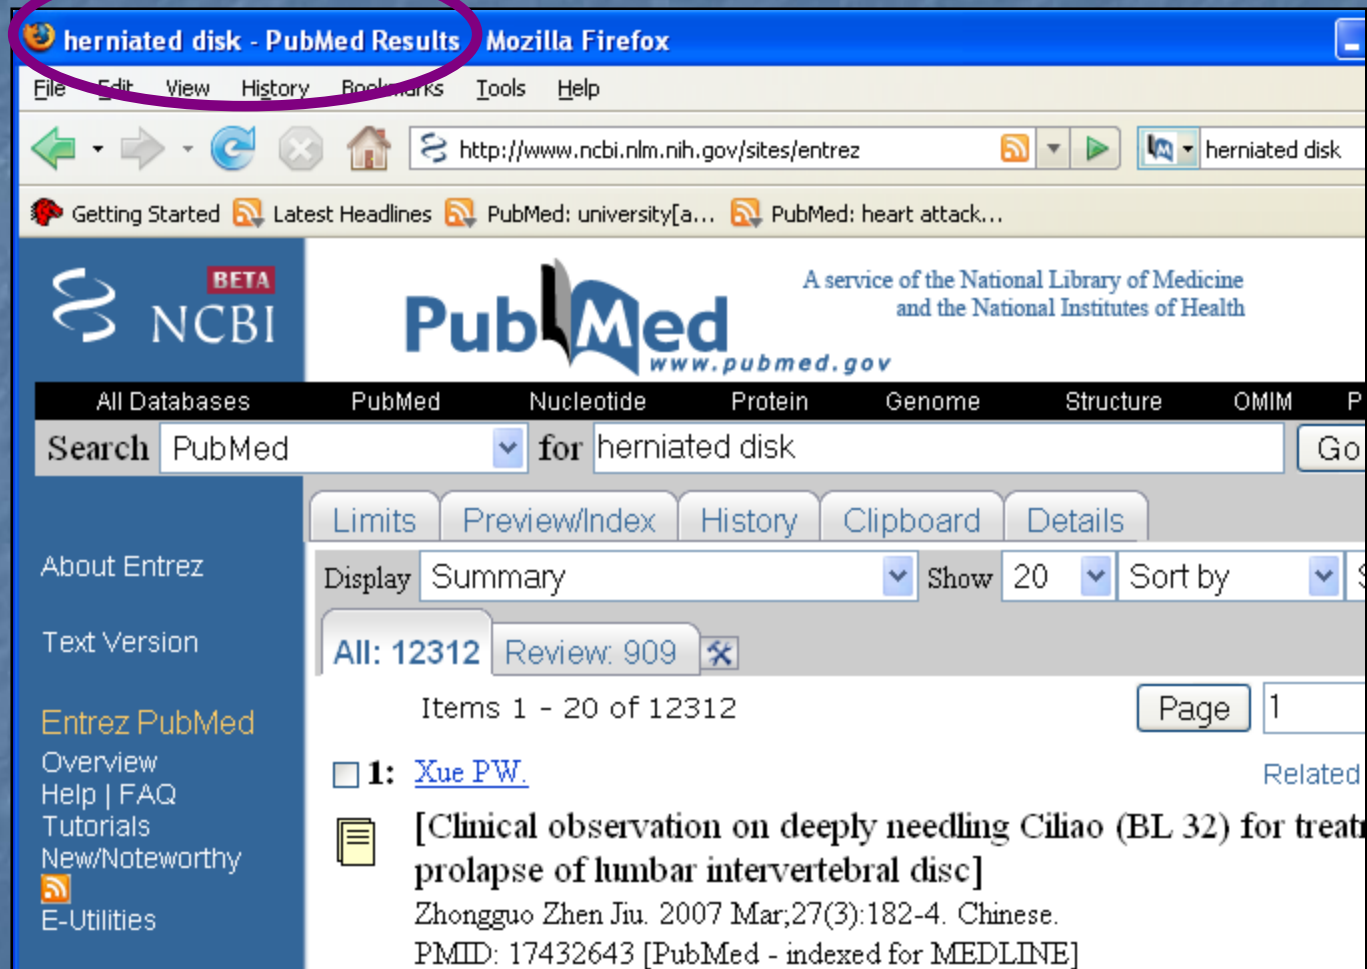 herniated disk - PubMed Results Mozilla Firefox
File Edit View History Bookmarks Tools Help
http://www.ncbi.nlm.nih.gov/sites/entrez herniated disk
Getting Started Latest Headlines PubMed: university[a... PubMed: heart attack...
BETA
NCBI
PubMed
www.pubmed.gov
A service of the National Library of Medicine
and the National Institutes of Health
All Databases PubMed Nucleotide Protein Genome Structure OMIM P
Search PubMed for herniated disk Go
Limits Preview/Index History Clipboard Details
About Entrez
Display Summary Show 20 Sort by
Text Version
All: 12312 Review: 909
Items 1 - 20 of 12312 Page 1
Entrez PubMed
Overview
Help | FAQ
Tutorials
New/Noteworthy
E-Utilities
1: Xue PW. Related
[Clinical observation on deeply needling Ciliao (BL 32) for treat
prolapse of lumbar intervertebral disc]
Zhongguo Zhen Jiu. 2007 Mar;27(3):182-4. Chinese.
PMID: 17432643 [PubMed - indexed for MEDLINE]